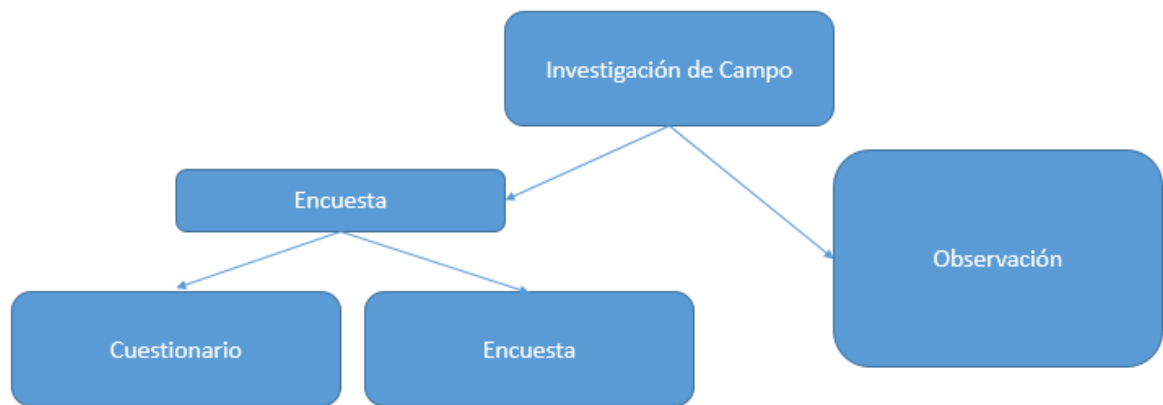 Investigación de Campo
Encuesta
Observación
Cuestionario
Encuesta